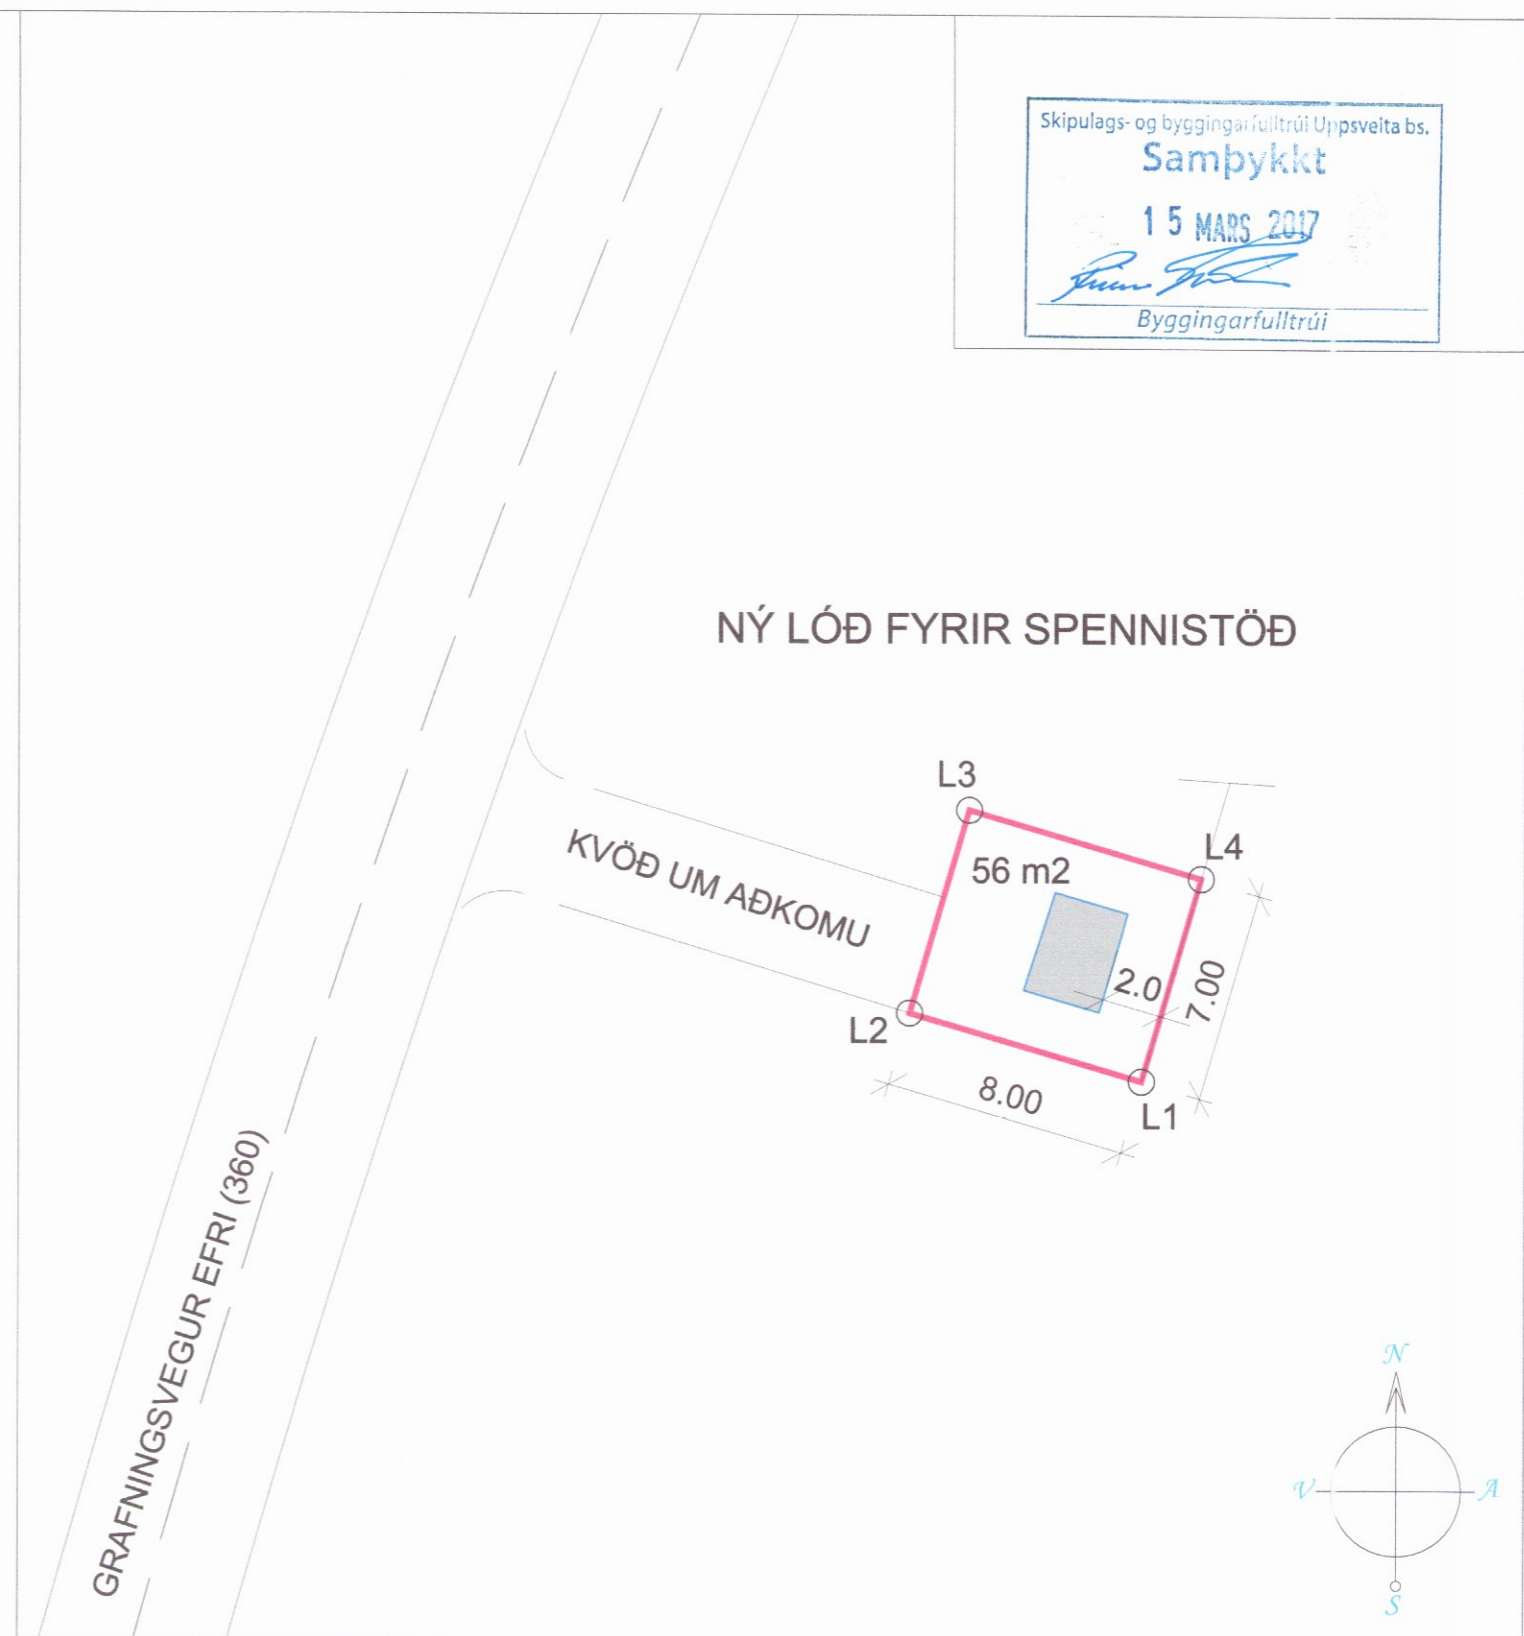 Skipulags- og byggingarfulltrúi Uppsveita bs.
Samþykkt
15 MARS 2017
Byggingarfulltrúi
NÝ LÓÐ FYRIR SPENNISTÖÐ
L3
L4
56 m2
KVÖÐ UM AÐKOMU
2.0
7.00
L2
8.00
L1
GRAFNINGSVEGUR EFRI (360)
N
V
A
S